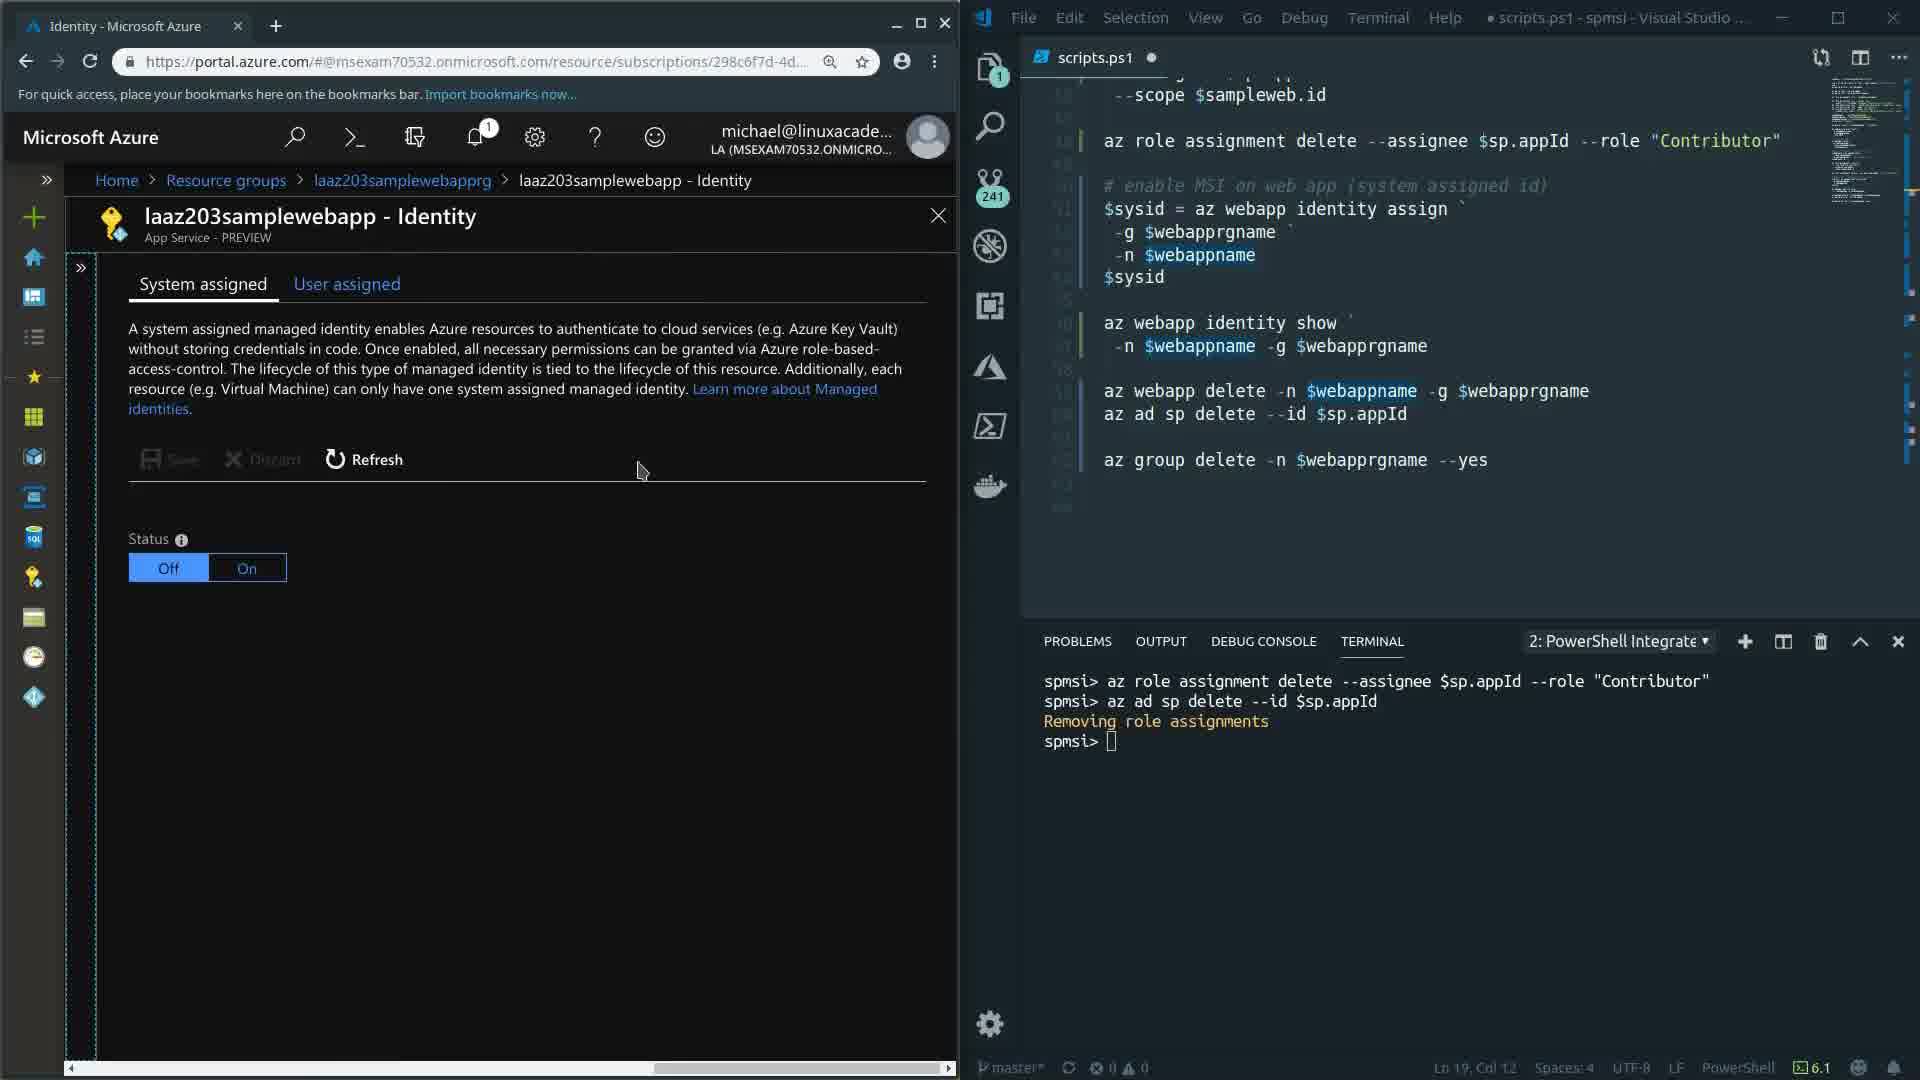 Identity - Microsoft Azure
https://portal.azure.com/#@msexam70532.onmicrosoft.com/resource/subscriptions/298c6f7d-4d...
For quick access, place your bookmarks here on the bookmarks bar. Import bookmarks now...
Microsoft Azure
1
michael@linuxacade...
LA (MSEXAM70532.ONMICRO...
Home > Resource groups > laaz203samplewebapprg > laaz203samplewebapp - Identity
laaz203samplewebapp - Identity
App Service - PREVIEW
System assigned
User assigned
A system assigned managed identity enables Azure resources to authenticate to cloud services (e.g. Azure Key Vault)
without storing credentials in code. Once enabled, all necessary permissions can be granted via Azure role-based-
access-control. The lifecycle of this type of managed identity is tied to the lifecycle of this resource. Additionally, each
resource (e.g. Virtual Machine) can only have one system assigned managed identity. Learn more about Managed
identities.
Save
Discard
Refresh
Status
Off
On
SQL
File Edit Selection View Go Debug Terminal Help
● scripts.ps1 - spmsi - Visual Studio ...
scripts.ps1 ●
1
241
--scope $sampleweb.id
az role assignment delete --assignee $sp.appId --role "Contributor"
# enable MSI on web app (system assigned id)
$sysid = az webapp identity assign `
-g $webapprgname `
-n $webappname
$sysid
az webapp identity show `
-n $webappname -g $webapprgname
az webapp delete -n $webappname -g $webapprgname
az ad sp delete --id $sp.appId
az group delete -n $webapprgname --yes
PROBLEMS
OUTPUT
DEBUG CONSOLE
TERMINAL
2: PowerShell Integrate
spmsi> az role assignment delete --assignee $sp.appId --role "Contributor"
spmsi> az ad sp delete --id $sp.appId
Removing role assignments
spmsi>
master*
0
0
Ln 19, Col 12
Spaces: 4
UTF-8
LF
PowerShell
6.1